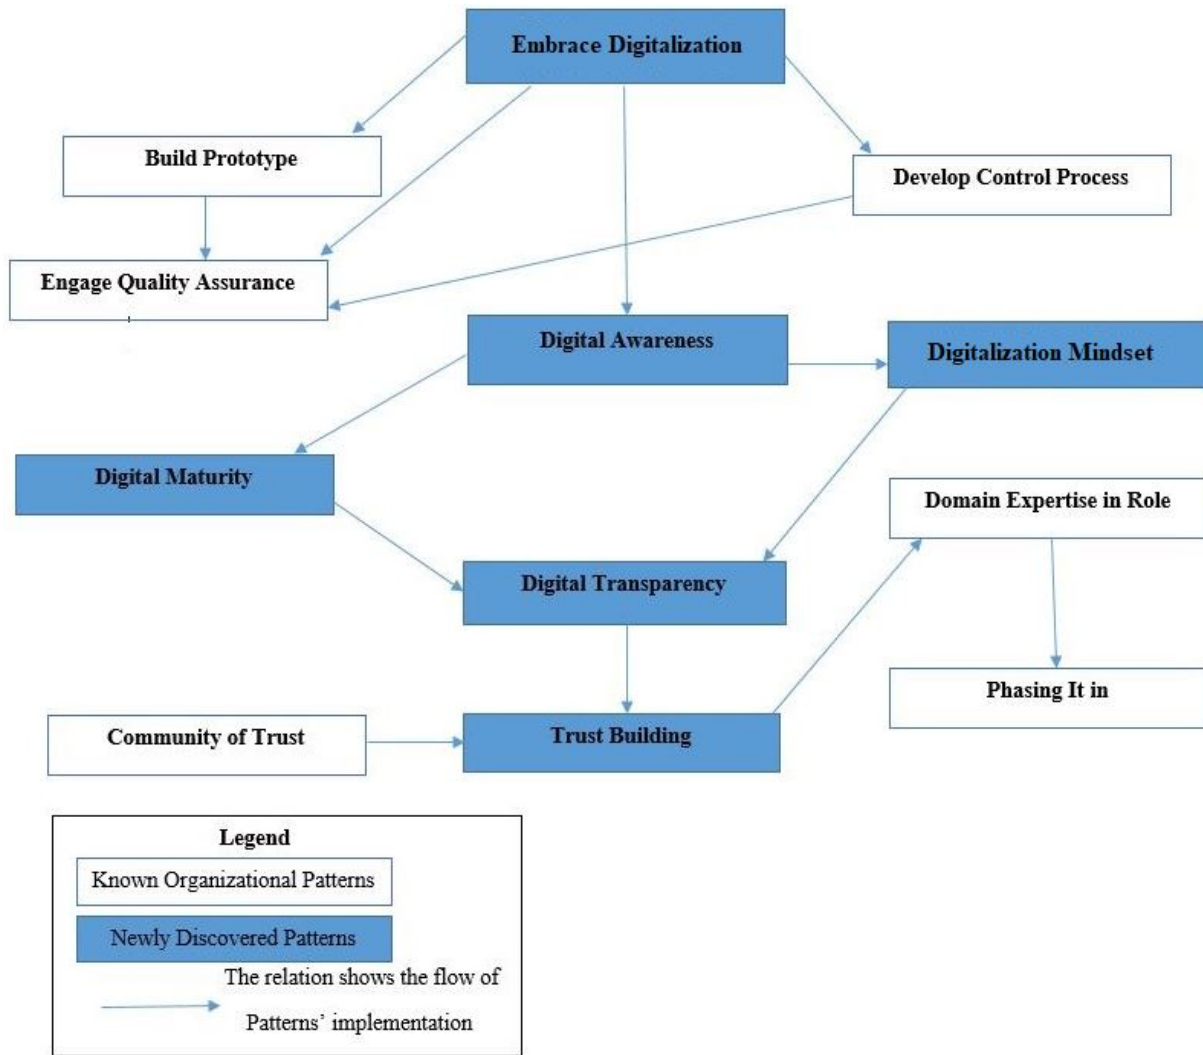 Embrace Digitalization
Build Prototype
Develop Control Process
Engage Quality Assurance
Digital Awareness
Digitalization Mindset
Digital Maturity
Domain Expertise in Role
Digital Transparency
Phasing It in
Community of Trust
Trust Building
Legend
Known Organizational Patterns
Newly Discovered Patterns
The relation shows the flow of
Patterns’ implementation